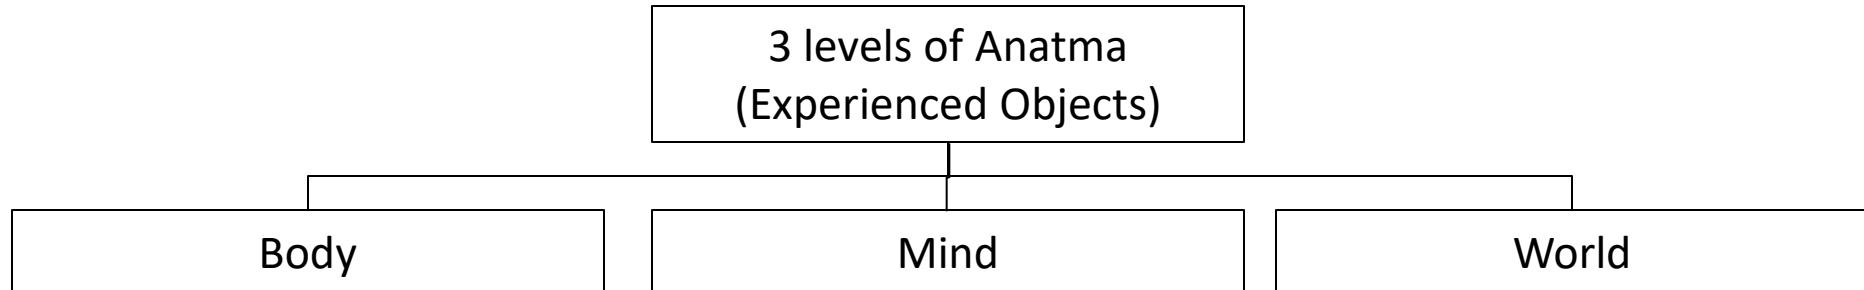 3 levels of Anatma
(Experienced Objects)
Body
Mind
World